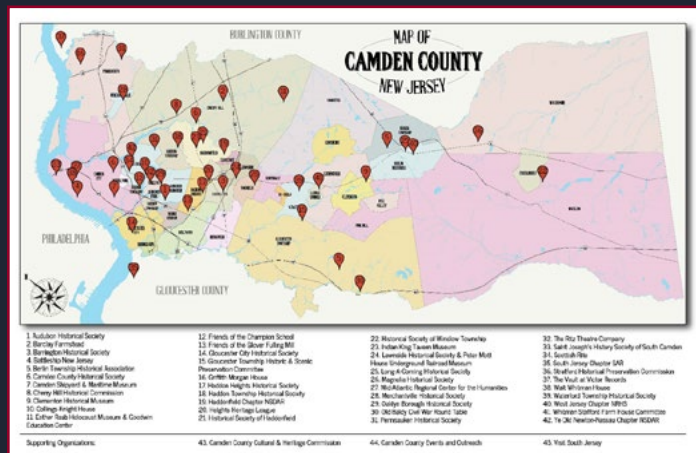 BURLINGTON COUNTY
MAP OF
CAMDEN COUNTY
NEW JERSEY
PHILADELPHIA
GLOUCESTER COUNTY
1. Audubon Historical Society
2. Barclay Farmstead
3. Barrington Historical Society
4. Battleship New Jersey
5. Berlin Township Historical Association
6. Camden County Historical Society
7. Camden Shipyard & Maritime Museum
8. Cherry Hill Historical Commission
9. Clementon Historical Museum
10. Collings-Knight House
11. Esther Raab Holocaust Museum & Goodwin
Education Center
12. Friends of the Champion School
13. Friends of the Glover Fulling Mill
14. Gloucester City Historical Society
15. Gloucester Township Historic & Scenic
Preservation Committee
16. Griffith Morgan House
17. Haddon Heights Historical Society
18. Haddon Township Historical Society
19. Haddonfield Chapter NSDAR
20. Heights Heritage League
21. Historical Society of Haddonfield
22. Historical Society of Winslow Township
23. Indian King Tavern Museum
24. Lawnside Historical Society & Peter Mott
House Underground Railroad Museum
25. Long-A-Coming Historical Society
26. Magnolia Historical Society
27. Mid-Atlantic Regional Center for the Humanities
28. Merchantville Historical Society
29. Oaklyn Borough Historical Society
30. Old Baldy Civil War Round Table
31. Pennsauken Historical Society
32. The Ritz Theatre Company
33. Saint Joseph's History Society of South Camden
34. Scottish Rite
35. South Jersey Chapter SAR
36. Stratford Historical Preservation Commission
37. The Vault at Victor Records
38. Walt Whitman House
39. Waterford Township Historical Society
40. West Jersey Chapter NRHS
41. Whitman Stafford Farm House Committee
42. Ye Old Newton-Nassau Chapter NSDAR
Supporting Organizations:
43. Camden County Cultural & Heritage Commission
44. Camden County Events and Outreach
45. Visit South Jersey